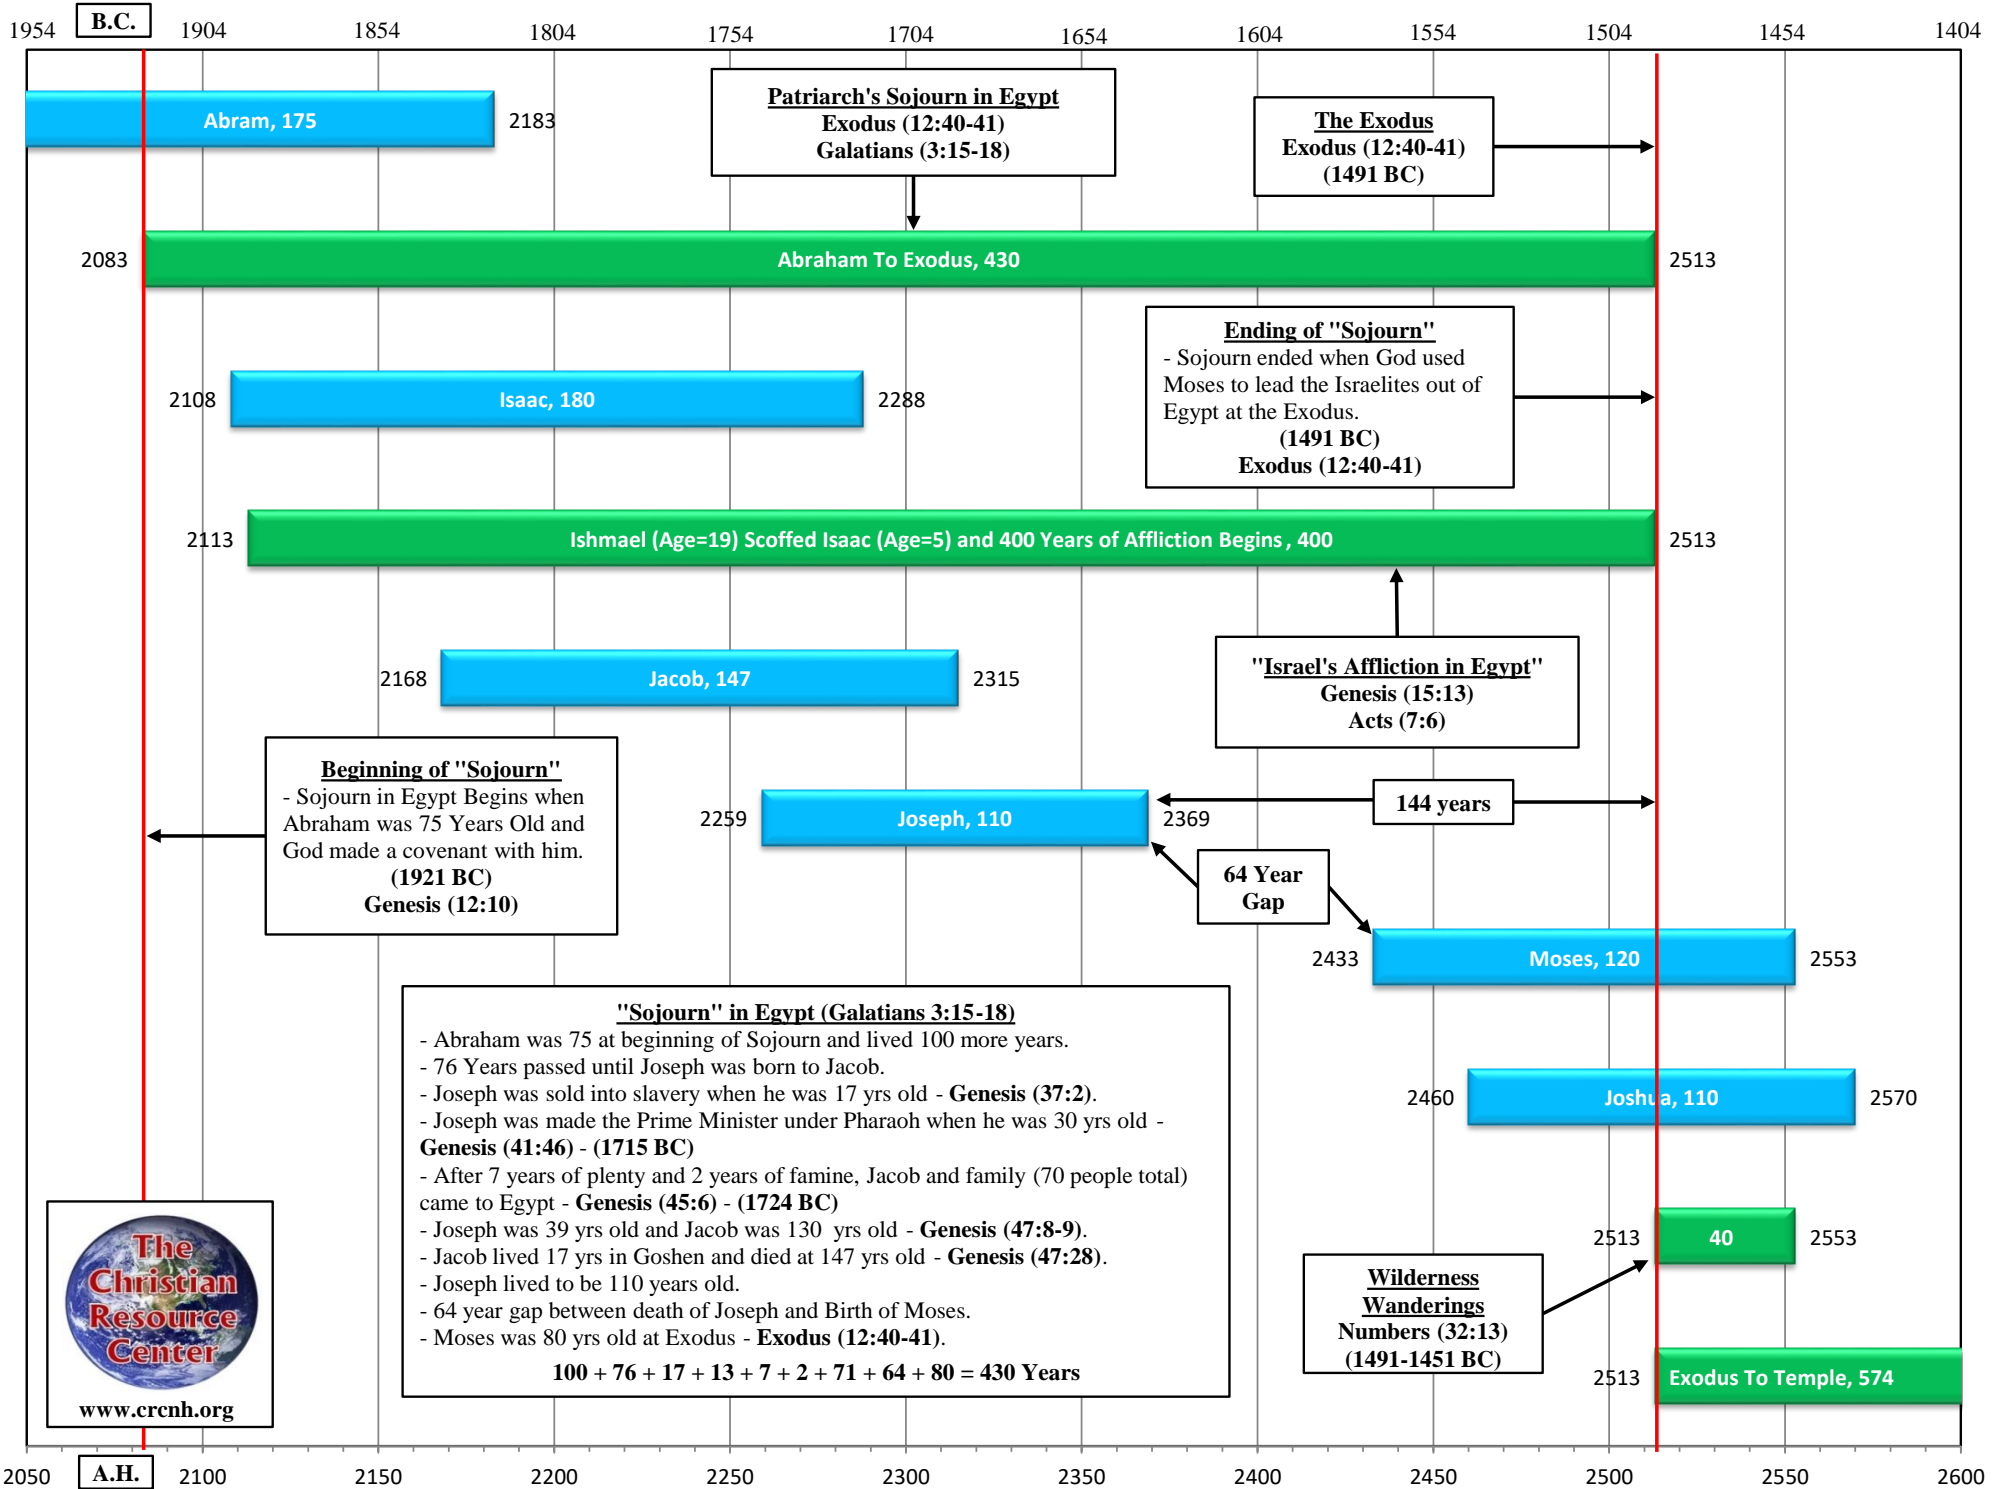 B.C.
1954 1904 1854 1804 1754 1704 1654 1604 1554 1504 1454 1404
Abram, 175 2183
Patriarch's Sojourn in Egypt
Exodus (12:40-41)
Galatians (3:15-18)
The Exodus
Exodus (12:40-41)
(1491 BC)
2083 Abraham To Exodus, 430 2513
Ending of "Sojourn"
- Sojourn ended when God used
Moses to lead the Israelites out of
Egypt at the Exodus.
(1491 BC)
Exodus (12:40-41)
2108 Isaac, 180 2288
2113 Ishmael (Age=19) Scoffed Isaac (Age=5) and 400 Years of Affliction Begins, 400 2513
"Israel's Affliction in Egypt"
Genesis (15:13)
Acts (7:6)
2168 Jacob, 147 2315
Beginning of "Sojourn"
- Sojourn in Egypt Begins when
Abraham was 75 Years Old and
God made a covenant with him.
(1921 BC)
Genesis (12:10)
2259 Joseph, 110 2369
144 years
64 Year
Gap
2433 Moses, 120 2553
"Sojourn" in Egypt (Galatians 3:15-18)
- Abraham was 75 at beginning of Sojourn and lived 100 more years.
- 76 Years passed until Joseph was born to Jacob.
- Joseph was sold into slavery when he was 17 yrs old - Genesis (37:2).
- Joseph was made the Prime Minister under Pharaoh when he was 30 yrs old -
Genesis (41:46) - (1715 BC)
- After 7 years of plenty and 2 years of famine, Jacob and family (70 people total)
came to Egypt - Genesis (45:6) - (1724 BC)
- Joseph was 39 yrs old and Jacob was 130 yrs old - Genesis (47:8-9).
- Jacob lived 17 yrs in Goshen and died at 147 yrs old - Genesis (47:28).
- Joseph lived to be 110 years old.
- 64 year gap between death of Joseph and Birth of Moses.
- Moses was 80 yrs old at Exodus - Exodus (12:40-41).
100 + 76 + 17 + 13 + 7 + 2 + 71 + 64 + 80 = 430 Years
2460 Joshua, 110 2570
2513 40 2553
Wilderness
Wanderings
Numbers (32:13)
(1491-1451 BC)
2513 Exodus To Temple, 574
The
Christian
Resource
Center
www.crcnh.org
A.H.
2050 2100 2150 2200 2250 2300 2350 2400 2450 2500 2550 2600